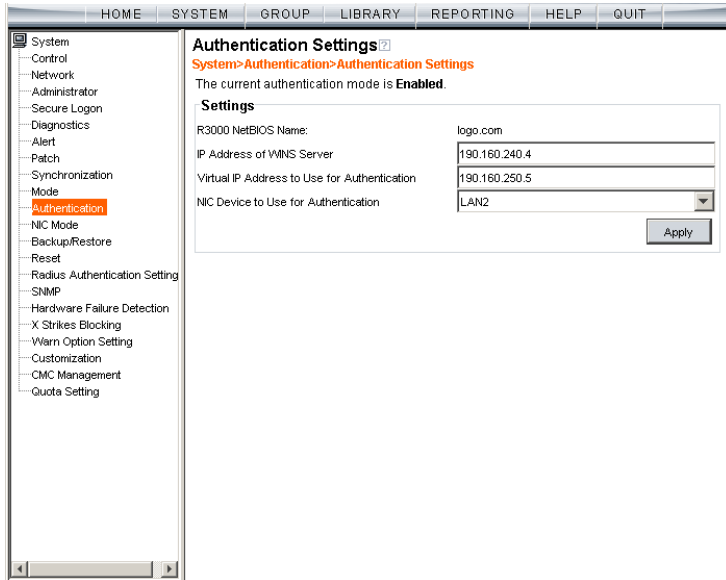 HOME SYSTEM GROUP LIBRARY REPORTING HELP QUIT
System
Control
Network
Administrator
Secure Logon
Diagnostics
Alert
Patch
Synchronization
Mode
Authentication
NIC Mode
Backup/Restore
Reset
Radius Authentication Setting
SNMP
Hardware Failure Detection
X Strikes Blocking
Warn Option Setting
Customization
CMC Management
Quota Setting
Authentication Settings?
System>Authentication>Authentication Settings
The current authentication mode is Enabled.
Settings
R3000 NetBIOS Name: logo.com
IP Address of WINS Server 190.160.240.4
Virtual IP Address to Use for Authentication 190.160.250.5
NIC Device to Use for Authentication LAN2
Apply